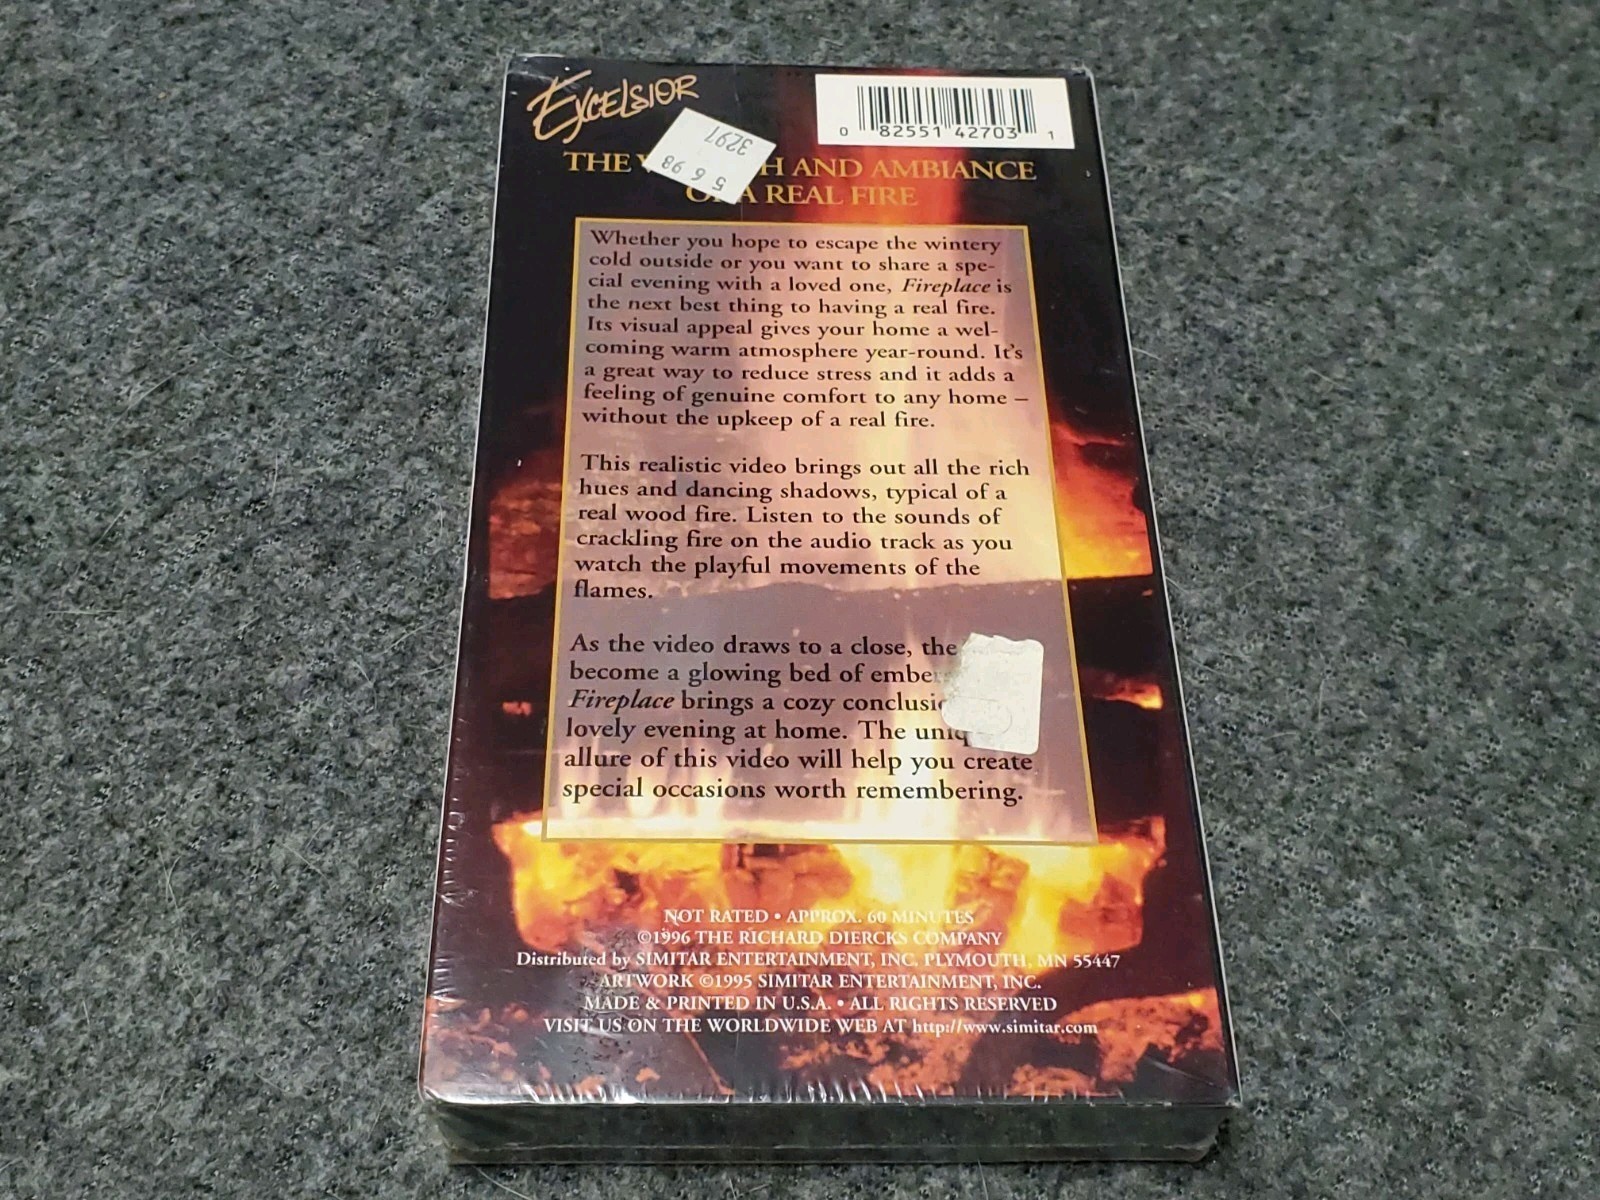 EXCELSIOR
0 82551 42703 1
3297
5 6 98
THE AND AMBIANCE
A REAL FIRE
Whether you hope to escape the wintery
cold outside or you want to share a spe-
cial evening with a loved one, Fireplace is
the next best thing to having a real fire.
Its visual appeal gives your home a wel-
coming warm atmosphere year-round. It's
a great way to reduce stress and it adds a
feeling of genuine comfort to any home –
without the upkeep of a real fire.
This realistic video brings out all the rich
hues and dancing shadows, typical of a
real wood fire. Listen to the sounds of
crackling fire on the audio track as you
watch the playful movements of the
flames.
As the video draws to a close, the
become a glowing bed of
Fireplace brings a cozy
lovely evening at home. The
allure of this video will help you create
special occasions worth remembering.
NOT RATED • APPROX. 60 MINUTES
©1996 THE RICHARD DIERCKS COMPANY
Distributed by SIMITAR ENTERTAINMENT, INC. PLYMOUTH, MN 55447
ARTWORK ©1995 SIMITAR ENTERTAINMENT, INC.
MADE & PRINTED IN U.S.A. • ALL RIGHTS RESERVED
VISIT US ON THE WORLDWIDE WEB AT http://www.simitar.com